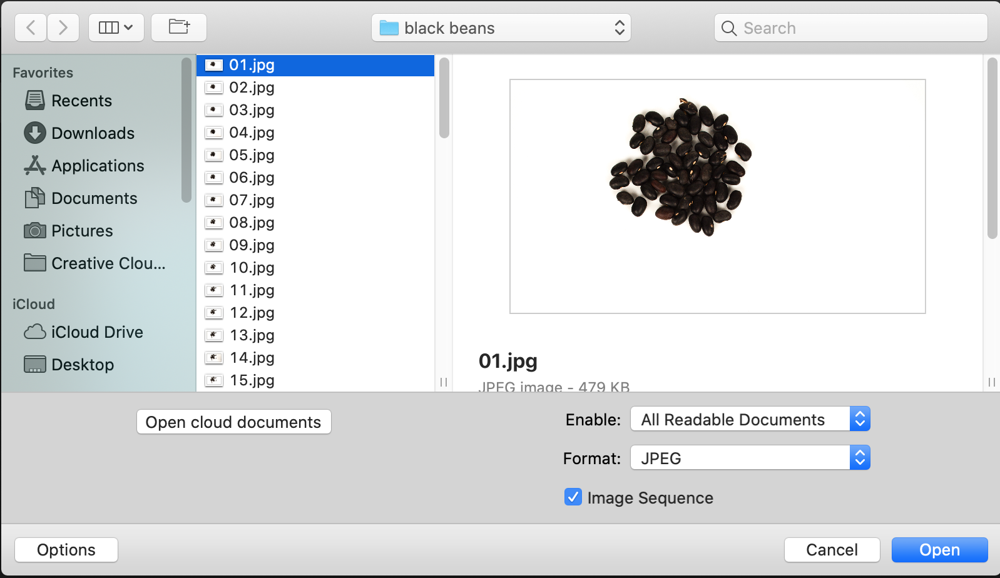 black beans
Search
Favorites
Recents
Downloads
Applications
Documents
Pictures
Creative Clou...
iCloud
iCloud Drive
Desktop
01.jpg
02.jpg
03.jpg
04.jpg
05.jpg
06.jpg
07.jpg
08.jpg
09.jpg
10.jpg
11.jpg
12.jpg
13.jpg
14.jpg
15.jpg
01.jpg
JPEG image - 479 KB
Open cloud documents
Enable: All Readable Documents
Format: JPEG
Image Sequence
Options
Cancel
Open